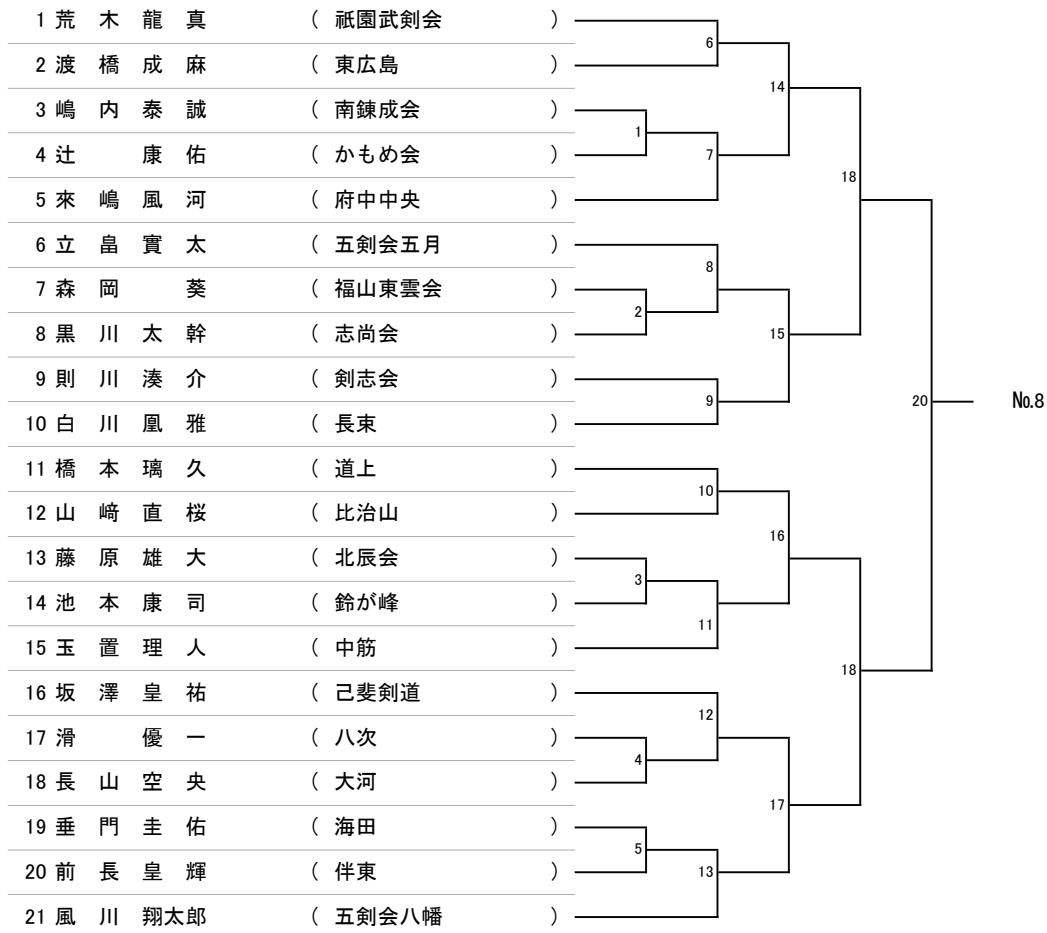 1 荒木龍真 ( 祇園武剣会 )
6
2 渡橋成麻 ( 東広島 )
14
3 嶋内泰誠 ( 南錬成会 )
1
4 辻康佑 ( かもめ会 )
7
18
5 來嶋風河 ( 府中中央 )
6 立畠實太 ( 五剣会五月 )
8
7 森岡葵 ( 福山東雲会 )
2
8 黒川太幹 ( 志尚会 )
15
9 則川湊介 ( 剣志会 )
9
20
№8
10 白川凰雅 ( 長束 )
11 橋本璃久 ( 道上 )
10
12 山﨑直桜 ( 比治山 )
16
13 藤原雄大 ( 北辰会 )
3
14 池本康司 ( 鈴が峰 )
11
15 玉置理人 ( 中筋 )
18
16 坂澤皇祐 ( 己斐剣道 )
12
17 滑優一 ( 八次 )
4
18 長山空央 ( 大河 )
17
19 垂門圭佑 ( 海田 )
5
20 前長皇輝 ( 伴東 )
13
21 風川翔太郎 ( 五剣会八幡 )